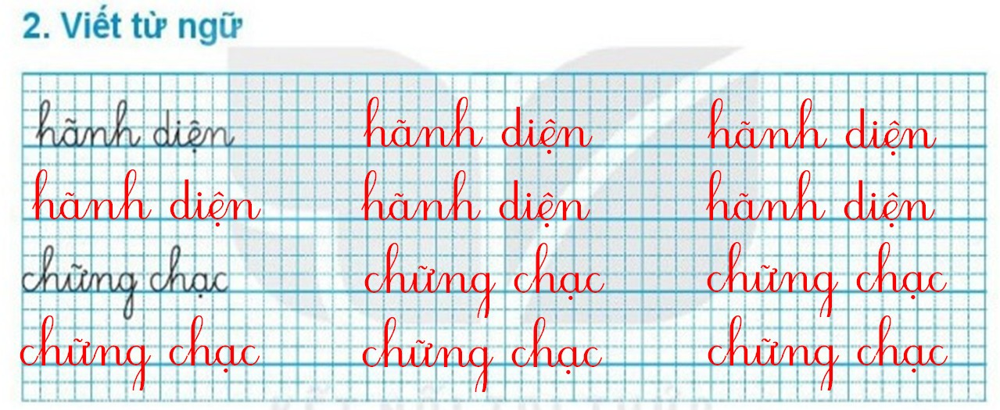 2. Viết từ ngữ
hãnh diện hãnh diện hãnh diện
hãnh diện hãnh diện hãnh diện
chững chạc chững chạc chững chạc
chững chạc chững chạc chững chạc